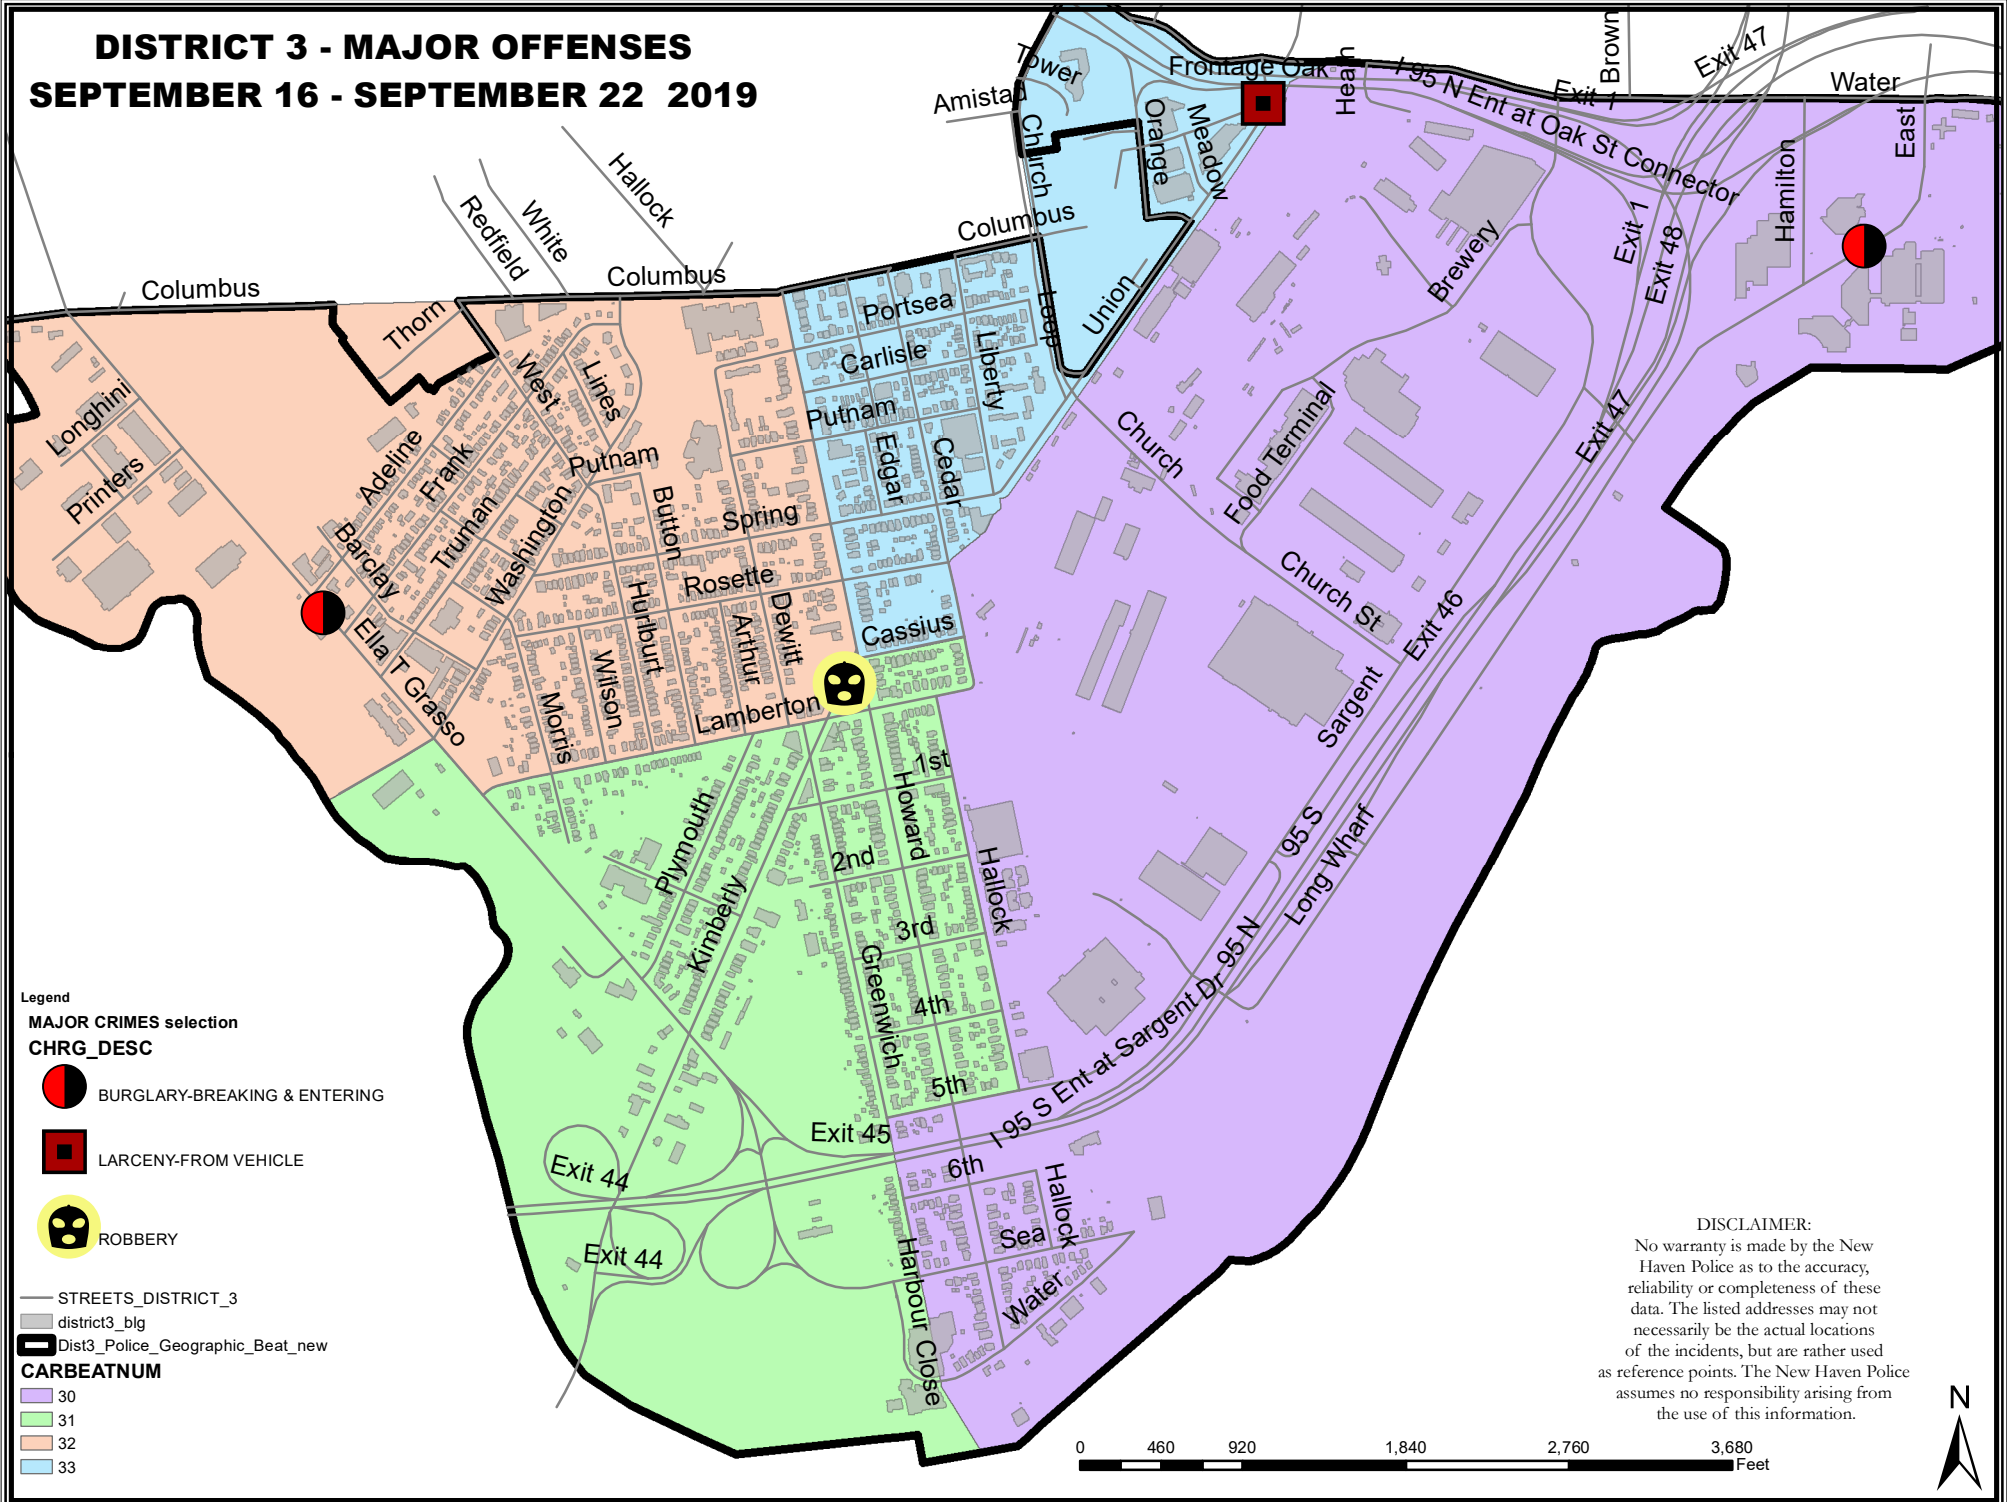 DISTRICT 3 - MAJOR OFFENSES
SEPTEMBER 16 - SEPTEMBER 22 2019
Tower
Amistad
Church
Orange
Meadow
Frontage Oak
Hearn
I 95 N Ent at Oak St Connector
Exit 1
Brown
Exit 47
Water
East
Hamilton
Exit 1
Exit 48
Brewery
Hallock
White
Redfield
Columbus
Columbus
Columbus
Thorn
Portsea
Carlisle
Putnam
Liberty
Loop
Union
Edgar
Cedar
Longhini
Printers
West
Lines
Adeline
Frank
Truman
Washington
Putnam
Button
Spring
Barclay
Rosette
Hurlburt
Dewitt
Arthur
Cassius
Ella T Grasso
Wilson
Morris
Lamberton
Church
Food Terminal
Exit 47
Church St
Exit 46
Sargent
1st
Howard
Plymouth
2nd
Kimberly
Hallock
3rd
Greenwich
4th
5th
95 S
Long Wharf
95 N
I 95 S Ent at Sargent Dr
Exit 45
Exit 44
6th
Hallock
Exit 44
Sea
Harbour Close
Water
Legend
MAJOR CRIMES selection
CHRG_DESC
BURGLARY-BREAKING & ENTERING
LARCENY-FROM VEHICLE
ROBBERY
STREETS_DISTRICT_3
district3_blg
Dist3_Police_Geographic_Beat_new
CARBEATNUM
30
31
32
33
DISCLAIMER:
No warranty is made by the New
Haven Police as to the accuracy,
reliability or completeness of these
data. The listed addresses may not
necessarily be the actual locations
of the incidents, but are rather used
as reference points. The New Haven Police
assumes no responsibility arising from
the use of this information.
N
0 460 920 1,840 2,760 3,680
Feet